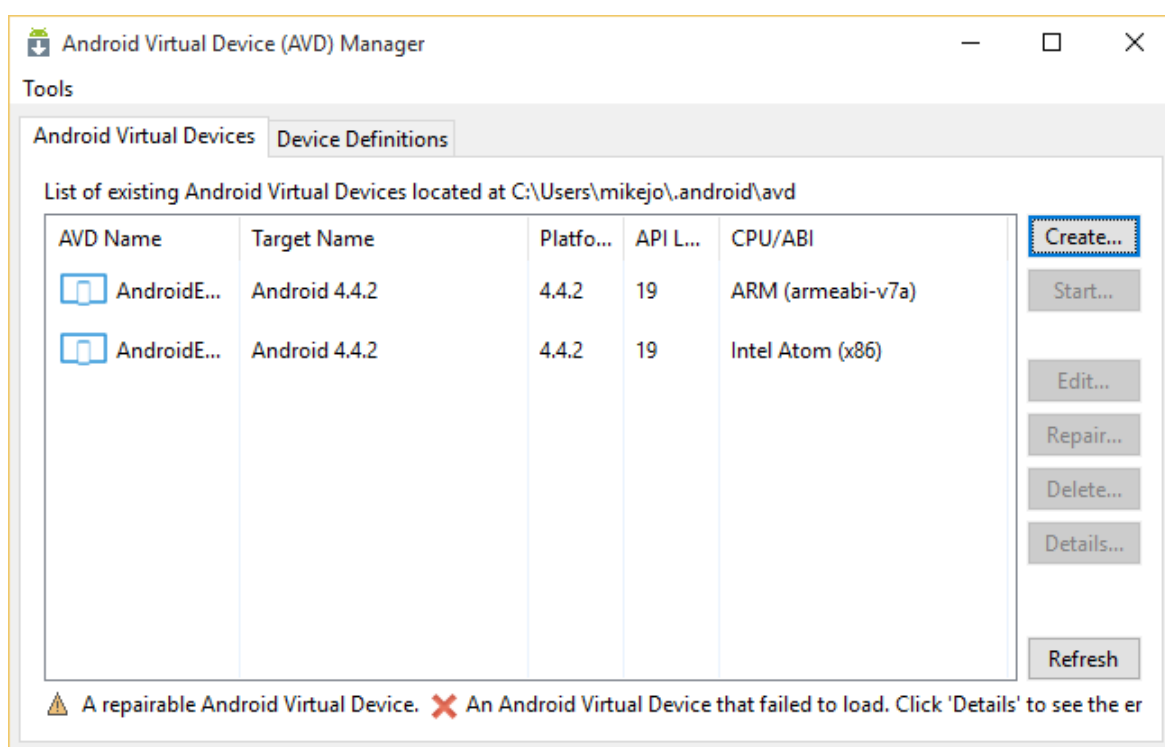 Android Virtual Device (AVD) Manager
Tools
Android Virtual Devices Device Definitions
List of existing Android Virtual Devices located at C:\Users\mikejo\.android\avd
AVD Name Target Name Platfo... API L... CPU/ABI Create...
AndroidE... Android 4.4.2 4.4.2 19 ARM (armeabi-v7a) Start...
AndroidE... Android 4.4.2 4.4.2 19 Intel Atom (x86)
Edit...
Repair...
Delete...
Details...
Refresh
A repairable Android Virtual Device. An Android Virtual Device that failed to load. Click 'Details' to see the er